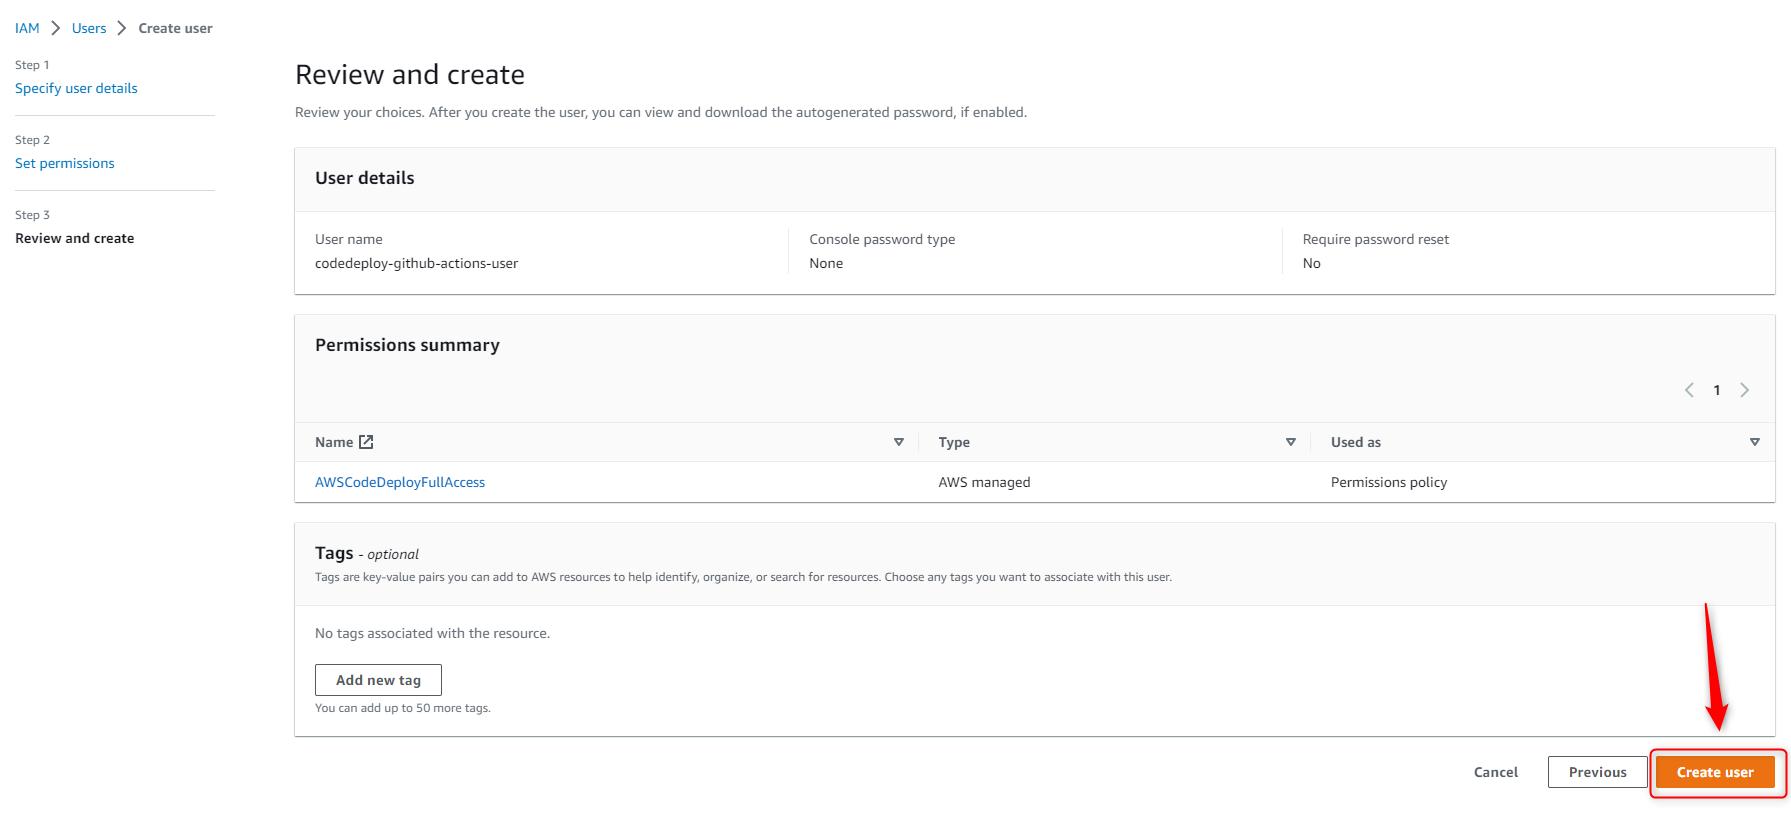 IAM > Users > Create user
Step 1
Specify user details
Step 2
Set permissions
Step 3
Review and create
Review and create
Review your choices. After you create the user, you can view and download the autogenerated password, if enabled.
User details
User name
codedeploy-github-actions-user
Console password type
None
Require password reset
No
Permissions summary
1
Name Type Used as
AWSCodeDeployFullAccess AWS managed Permissions policy
Tags - optional
Tags are key-value pairs you can add to AWS resources to help identify, organize, or search for resources. Choose any tags you want to associate with this user.
No tags associated with the resource.
Add new tag
You can add up to 50 more tags.
Cancel Previous Create user